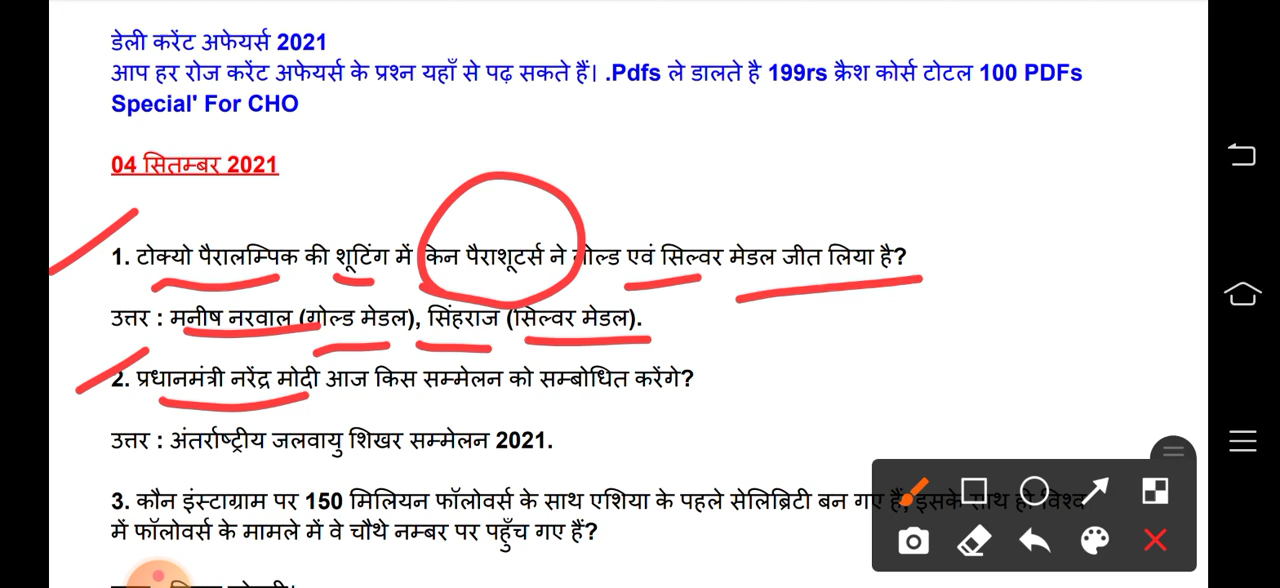 डेली करेंट अफेयर्स 2021
आप हर रोज करेंट अफेयर्स के प्रश्न यहाँ से पढ़ सकते हैं। .Pdfs ले डालते है 199rs क्रैश कोर्स टोटल 100 PDFs
Special' For CHO
04 सितम्बर 2021
1. टोक्यो पैरालम्पिक की शूटिंग में किन पैराशूटर्स ने गोल्ड एवं सिल्वर मेडल जीत लिया है?
उत्तर : मनीष नरवाल (गोल्ड मेडल), सिंहराज (सिल्वर मेडल).
2. प्रधानमंत्री नरेंद्र मोदी आज किस सम्मेलन को सम्बोधित करेंगे?
उत्तर : अंतर्राष्ट्रीय जलवायु शिखर सम्मेलन 2021.
3. कौन इंस्टाग्राम पर 150 मिलियन फॉलोवर्स के साथ एशिया के पहले सेलिब्रिटी बन गए हैं, इसके साथ ही विश्व
में फॉलोवर्स के मामले में वे चौथे नम्बर पर पहुँच गए हैं?